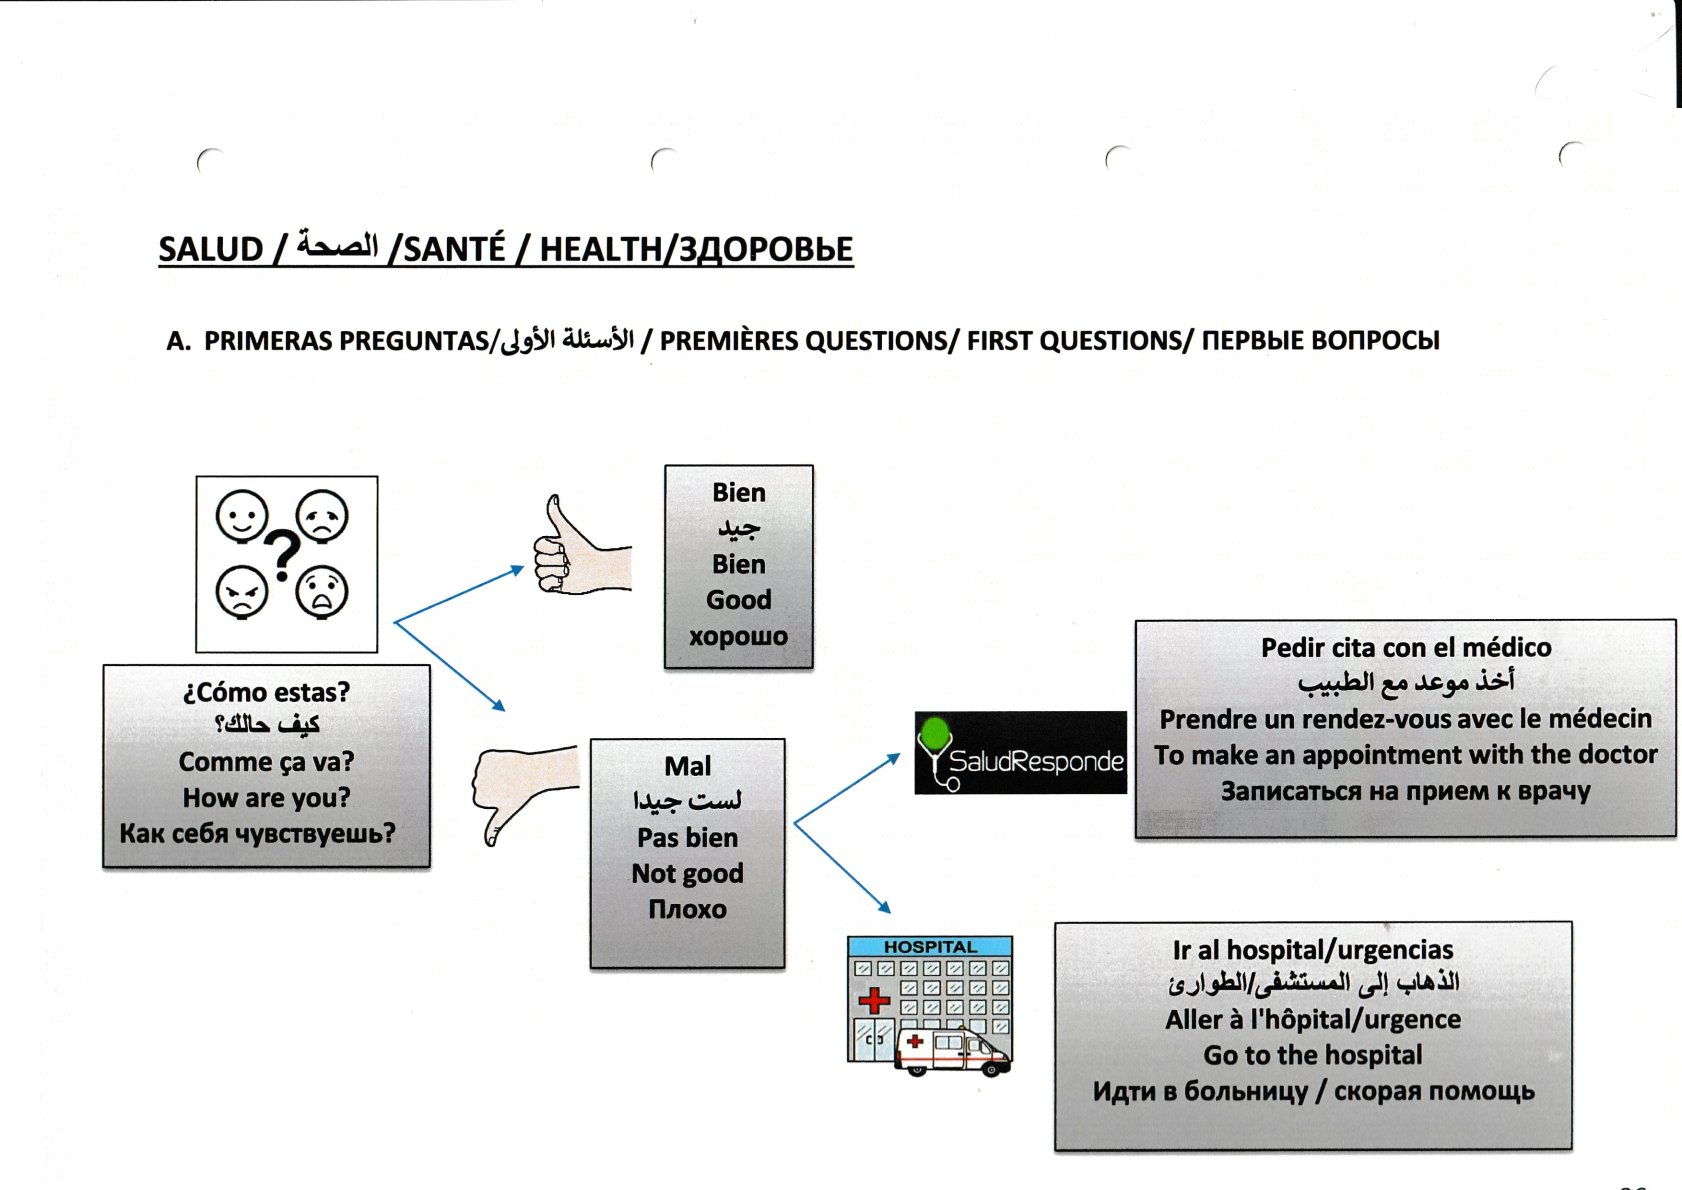 SALUD / الصحة /SANTÉ / HEALTH/ЗДОРОВЬЕ
A. PRIMERAS PREGUNTAS/الأسئلة الأولى / PREMIÈRES QUESTIONS/ FIRST QUESTIONS/ ПЕРВЫЕ ВОПРОСЫ
?
¿Cómo estas?
كيف حالك؟
Comme ça va?
How are you?
Как себя чувствуешь?
Bien
جيد
Bien
Good
хорошо
Mal
لست جيدا
Pas bien
Not good
Плохо
SaludResponde
Pedir cita con el médico
أخذ موعد مع الطبيب
Prendre un rendez-vous avec le médecin
To make an appointment with the doctor
Записаться на прием к врачу
HOSPITAL
Ir al hospital/urgencias
الذهاب إلى المستشفى/الطوارئ
Aller à l'hôpital/urgence
Go to the hospital
Идти в больницу / скорая помощь